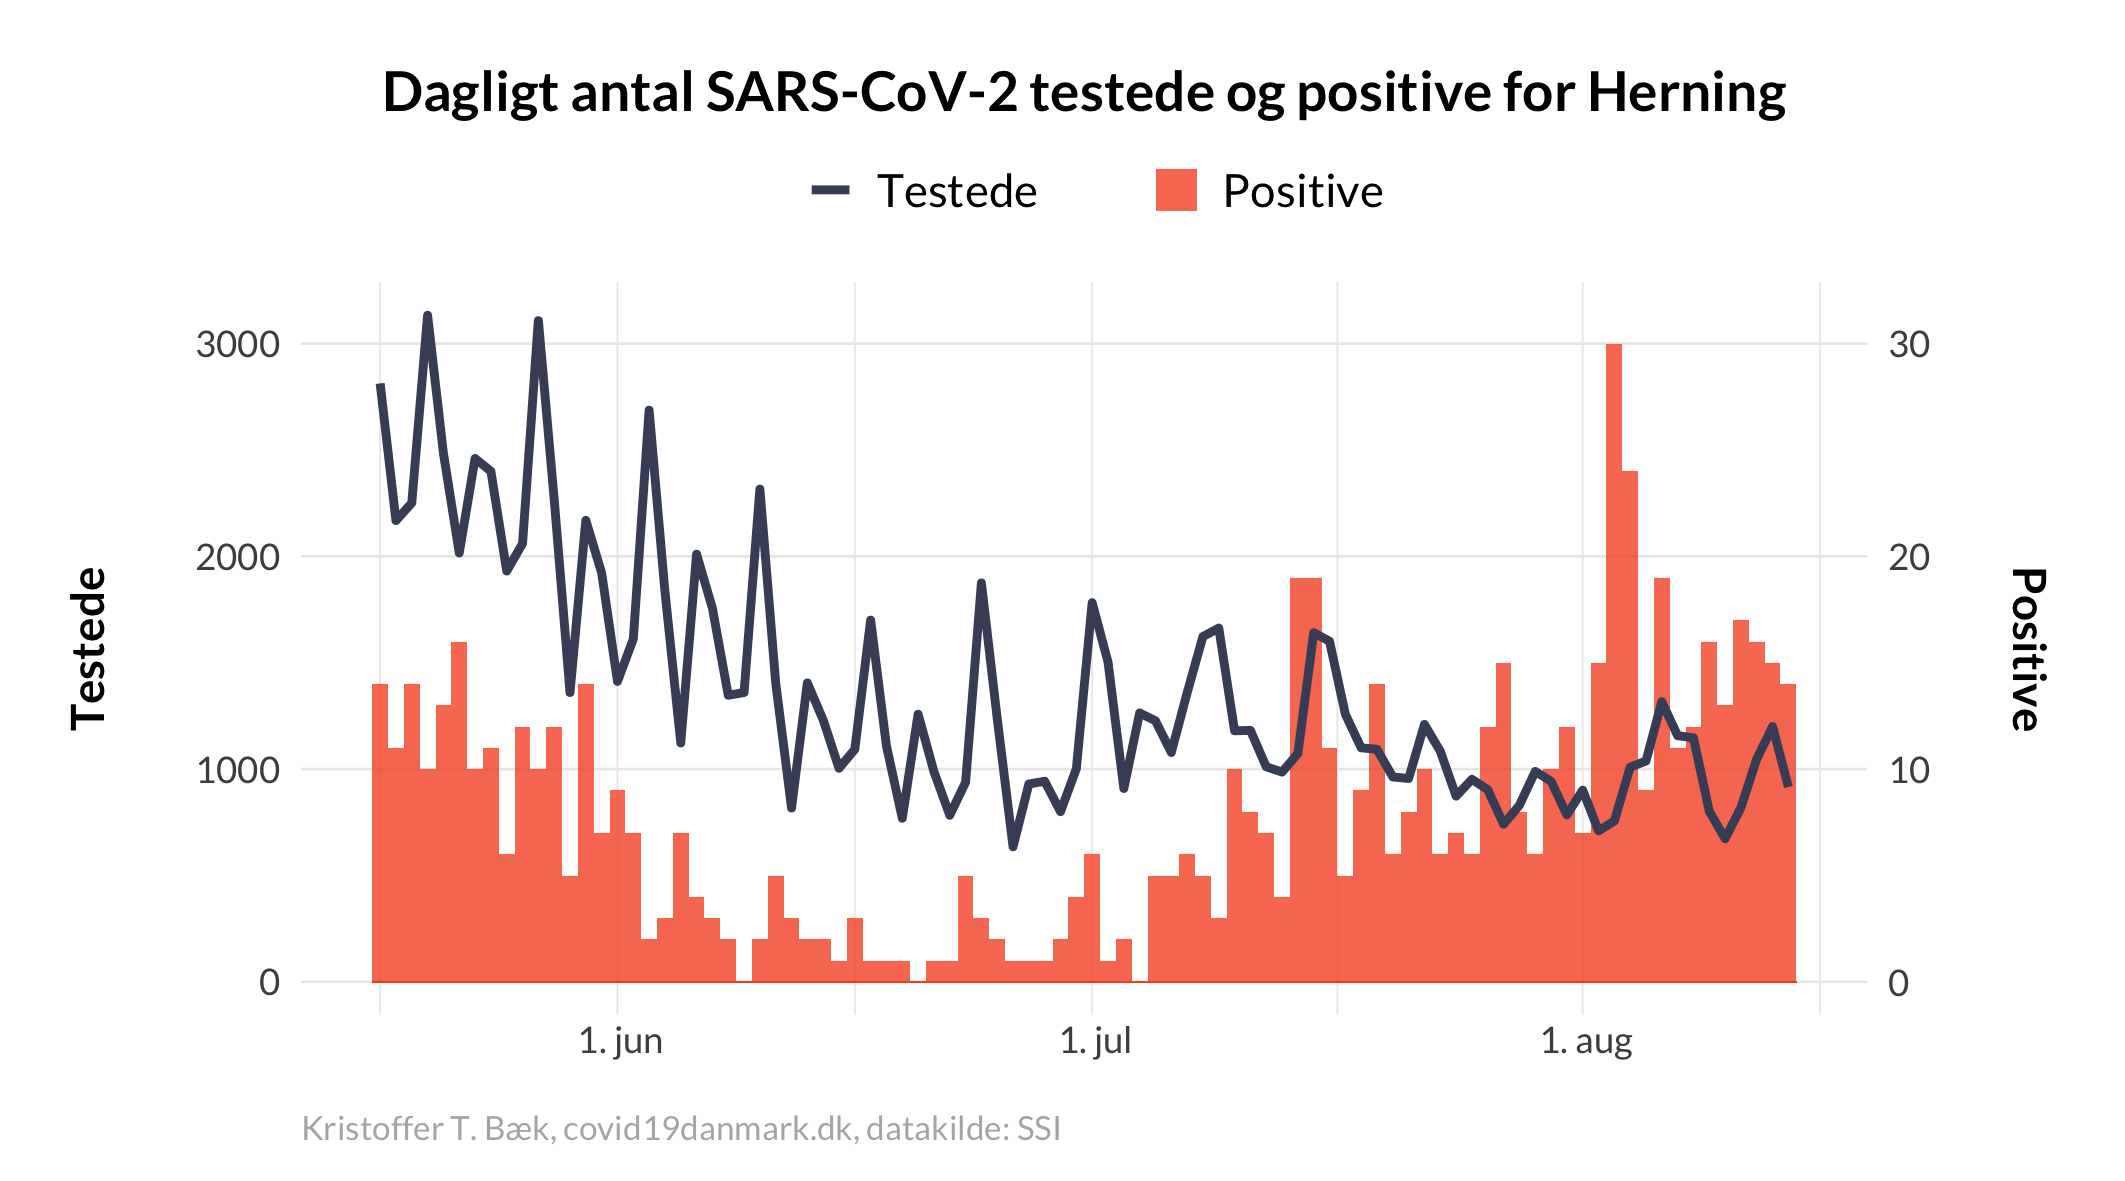 Dagligt antal SARS-CoV-2 testede og positive for Herning
Testede
Positive
3000
2000
1000
0
Testede
30
20
10
0
Positive
1. jun
1. jul
1. aug
Kristoffer T. Bæk, covid19danmark.dk, datakilde: SSI